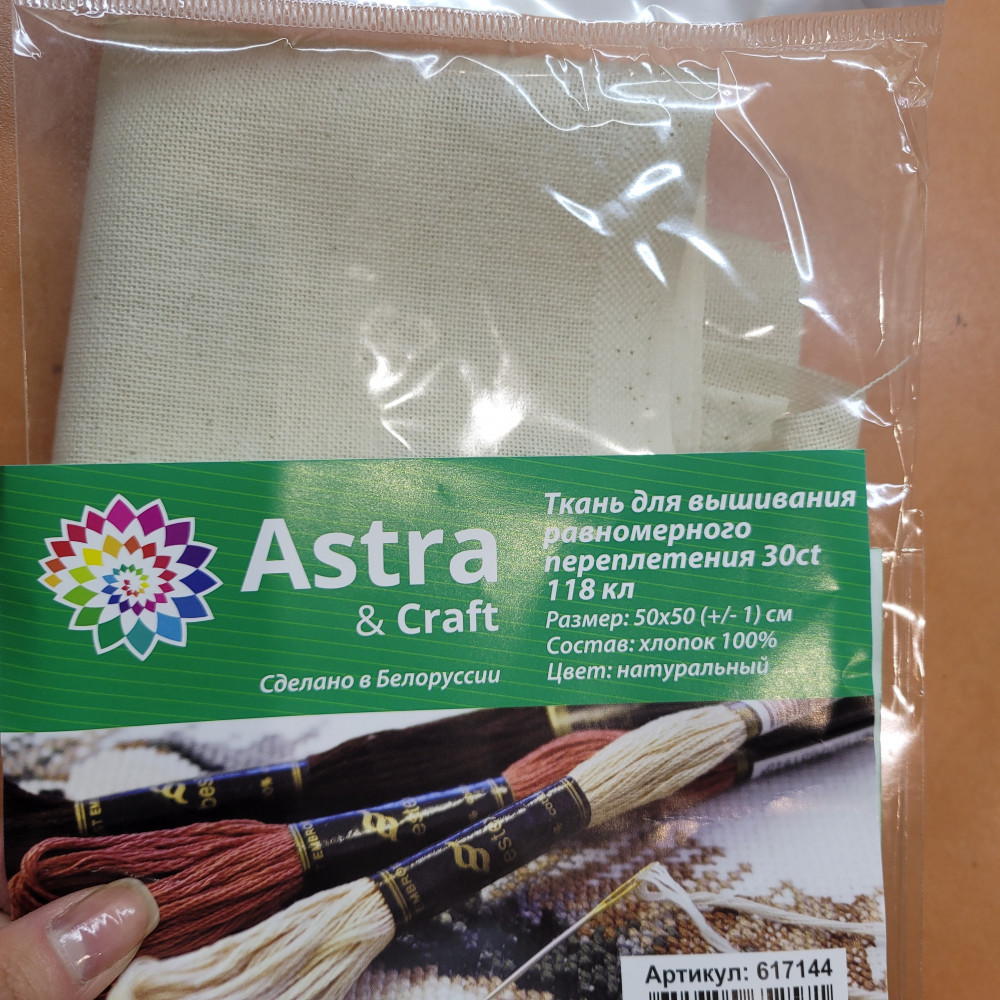 Astra
& Craft
Сделано в Белоруссии
Ткань для вышивания
равномерного
переплетения 30ct
118 кл
Размер: 50х50 (+/- 1) см
Состав: хлопок 100%
Цвет: натуральный
Артикул: 617144